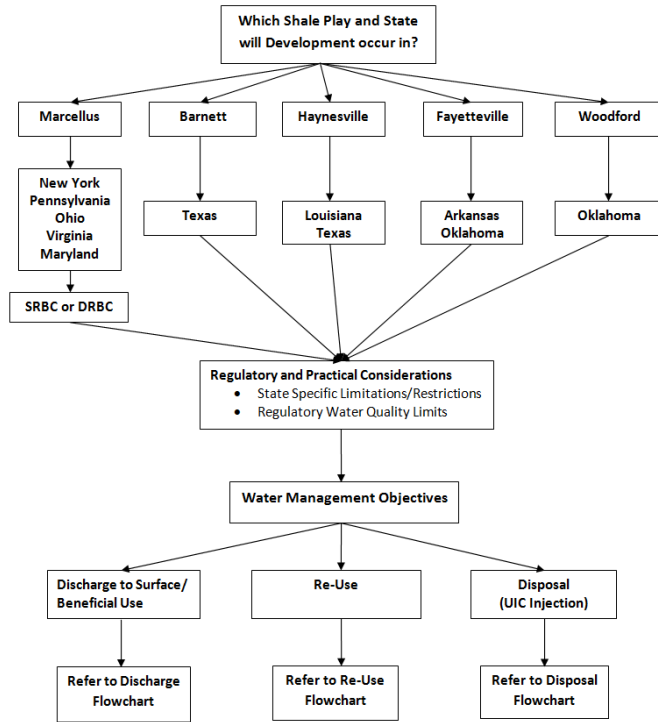 Which Shale Play and State
will Development occur in?
Marcellus
Barnett
Haynesville
Fayetteville
Woodford
New York
Pennsylvania
Ohio
Virginia
Maryland
Texas
Louisiana
Texas
Arkansas
Oklahoma
Oklahoma
SRBC or DRBC
Regulatory and Practical Considerations
• State Specific Limitations/Restrictions
• Regulatory Water Quality Limits
Water Management Objectives
Discharge to Surface/
Beneficial Use
Re-Use
Disposal
(UIC Injection)
Refer to Discharge
Flowchart
Refer to Re-Use
Flowchart
Refer to Disposal
Flowchart